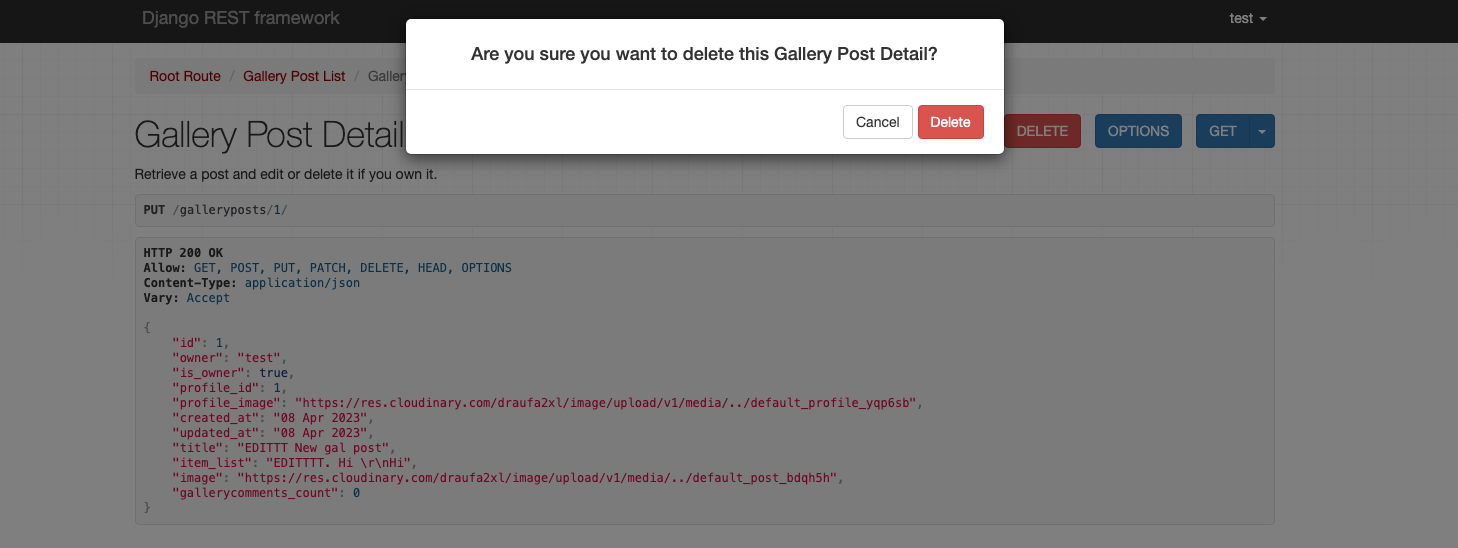 Django REST framework
test
Are you sure you want to delete this Gallery Post Detail?
Cancel
Delete
Root Route / Gallery Post List / Galler
Gallery Post Detail
DELETE
OPTIONS
GET
Retrieve a post and edit or delete it if you own it.
PUT /galleryposts/1/
HTTP 200 OK
Allow: GET, POST, PUT, PATCH, DELETE, HEAD, OPTIONS
Content-Type: application/json
Vary: Accept
{
"id": 1,
"owner": "test",
"is_owner": true,
"profile_id": 1,
"profile_image": "https://res.cloudinary.com/draufa2xl/image/upload/v1/media/../default_profile_yqp6sb",
"created_at": "08 Apr 2023",
"updated_at": "08 Apr 2023",
"title": "EDITTT New gal post",
"item_list": "EDITTTT. Hi \r\nHi",
"image": "https://res.cloudinary.com/draufa2xl/image/upload/v1/media/../default_post_bdqh5h",
"gallerycomments_count": 0
}